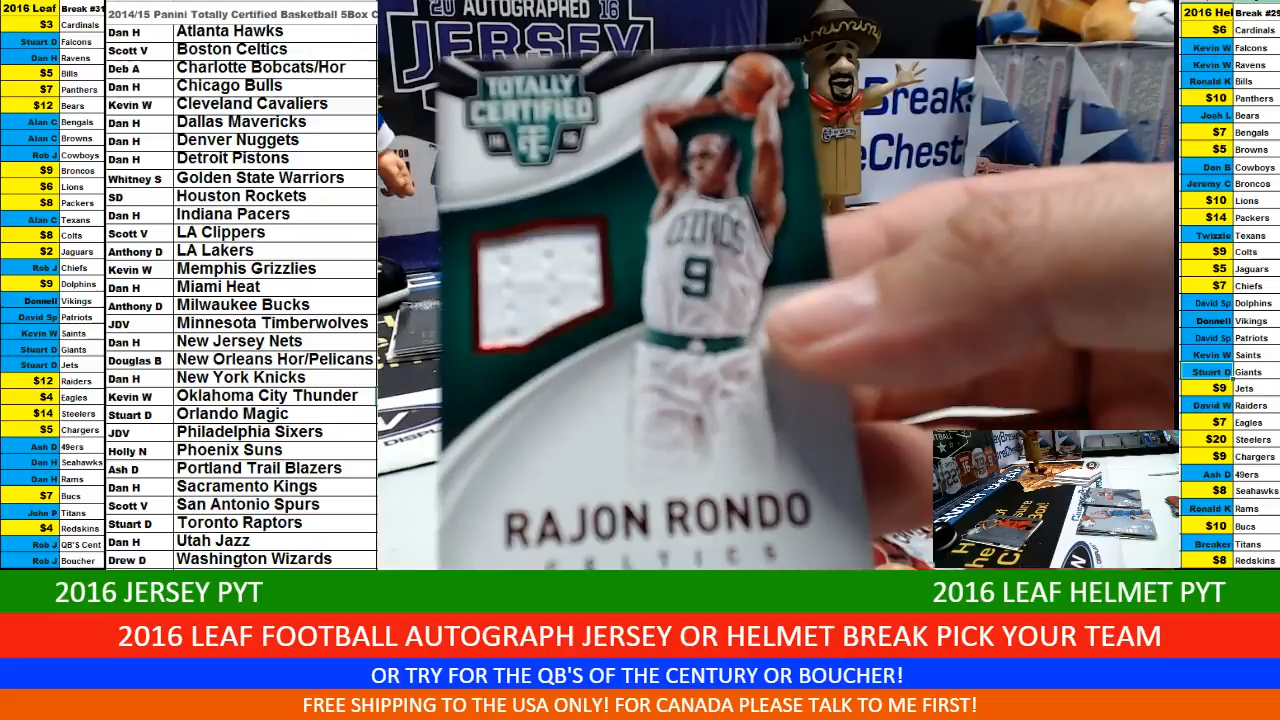 2016 Leaf Break #31
$3 Cardinals
Stuart D Falcons
Dan H Ravens
$5 Bills
$7 Panthers
$12 Bears
Alan C Bengals
Alan C Browns
Rob J Cowboys
$9 Broncos
$6 Lions
$8 Packers
Alan C Texans
$8 Colts
$2 Jaguars
Rob J Chiefs
$9 Dolphins
Donnell Vikings
David Sp Patriots
Kevin W Saints
Stuart D Giants
Stuart D Jets
$12 Raiders
$4 Eagles
$14 Steelers
$5 Chargers
Ash D 49ers
Dan H Seahawks
Dan H Rams
$7 Bucs
John P Titans
$4 Redskins
Rob J QB'S Cent
Rob J Boucher
2014/15 Panini Totally Certified Basketball 5Box C
Dan H Atlanta Hawks
Scott V Boston Celtics
Deb A Charlotte Bobcats/Hor
Dan H Chicago Bulls
Kevin W Cleveland Cavaliers
Dan H Dallas Mavericks
Dan H Denver Nuggets
Dan H Detroit Pistons
Whitney S Golden State Warriors
SD Houston Rockets
Dan H Indiana Pacers
Scott V LA Clippers
Anthony D LA Lakers
Kevin W Memphis Grizzlies
Dan H Miami Heat
Anthony D Milwaukee Bucks
JDV Minnesota Timberwolves
Dan H New Jersey Nets
Douglas B New Orleans Hor/Pelicans
Dan H New York Knicks
Kevin W Oklahoma City Thunder
Stuart D Orlando Magic
JDV Philadelphia Sixers
Holly N Phoenix Suns
Ash D Portland Trail Blazers
Dan H Sacramento Kings
Scott V San Antonio Spurs
Stuart D Toronto Raptors
Dan H Utah Jazz
Drew D Washington Wizards
20 AUTOGRAPHED 16
JERSEY
TOTALLY
CERTIFIED
Breaks
eChest
9
RAJON RONDO
CELTICS
2016 Hel Break #29
$6 Cardinals
Kevin W Falcons
Kevin W Ravens
Ronald K Bills
$10 Panthers
Josh L Bears
$7 Bengals
$5 Browns
Don B Cowboys
Jeremy C Broncos
$10 Lions
$14 Packers
Twizzle Texans
$9 Colts
$5 Jaguars
$7 Chiefs
David Sp Dolphins
Donnell Vikings
David Sp Patriots
Kevin W Saints
Stuart D Giants
$9 Jets
David W Raiders
$7 Eagles
$20 Steelers
$9 Chargers
Ash D 49ers
$8 Seahawks
Ronald K Rams
$10 Bucs
Breaker Titans
$8 Redskins
2016 JERSEY PYT
2016 LEAF HELMET PYT
2016 LEAF FOOTBALL AUTOGRAPH JERSEY OR HELMET BREAK PICK YOUR TEAM
OR TRY FOR THE QB'S OF THE CENTURY OR BOUCHER!
FREE SHIPPING TO THE USA ONLY! FOR CANADA PLEASE TALK TO ME FIRST!